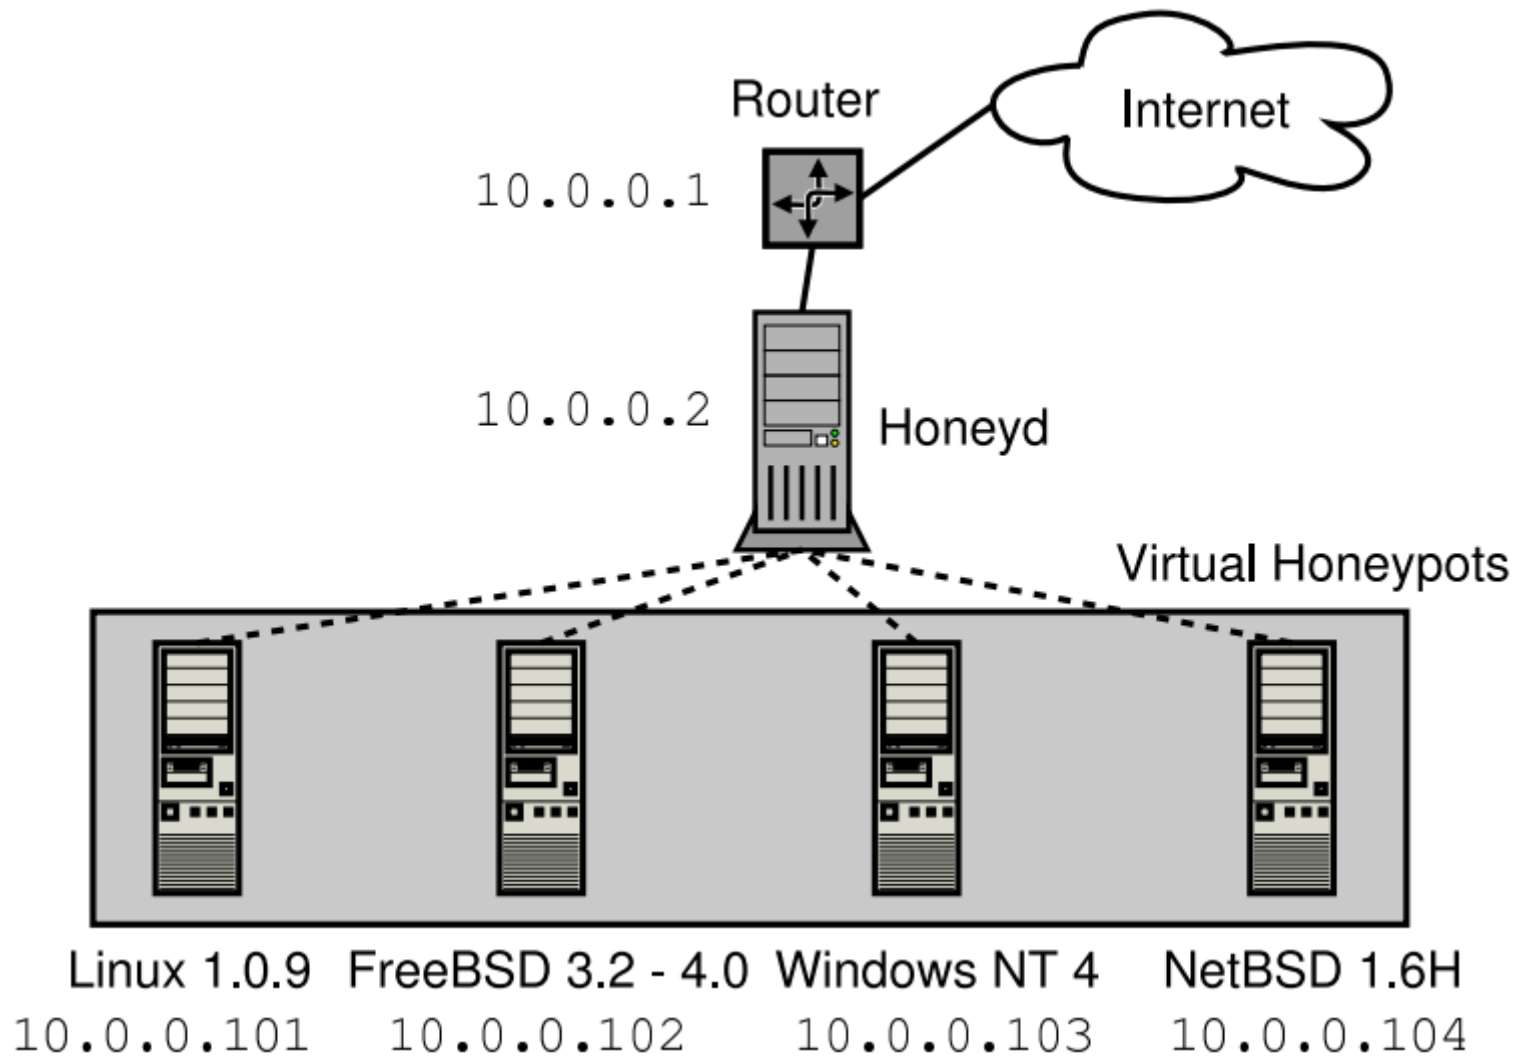 Router
Internet
10.0.0.1
10.0.0.2
Honeyd
Virtual Honeypots
Linux 1.0.9
FreeBSD 3.2 - 4.0
Windows NT 4
NetBSD 1.6H
10.0.0.101
10.0.0.102
10.0.0.103
10.0.0.104